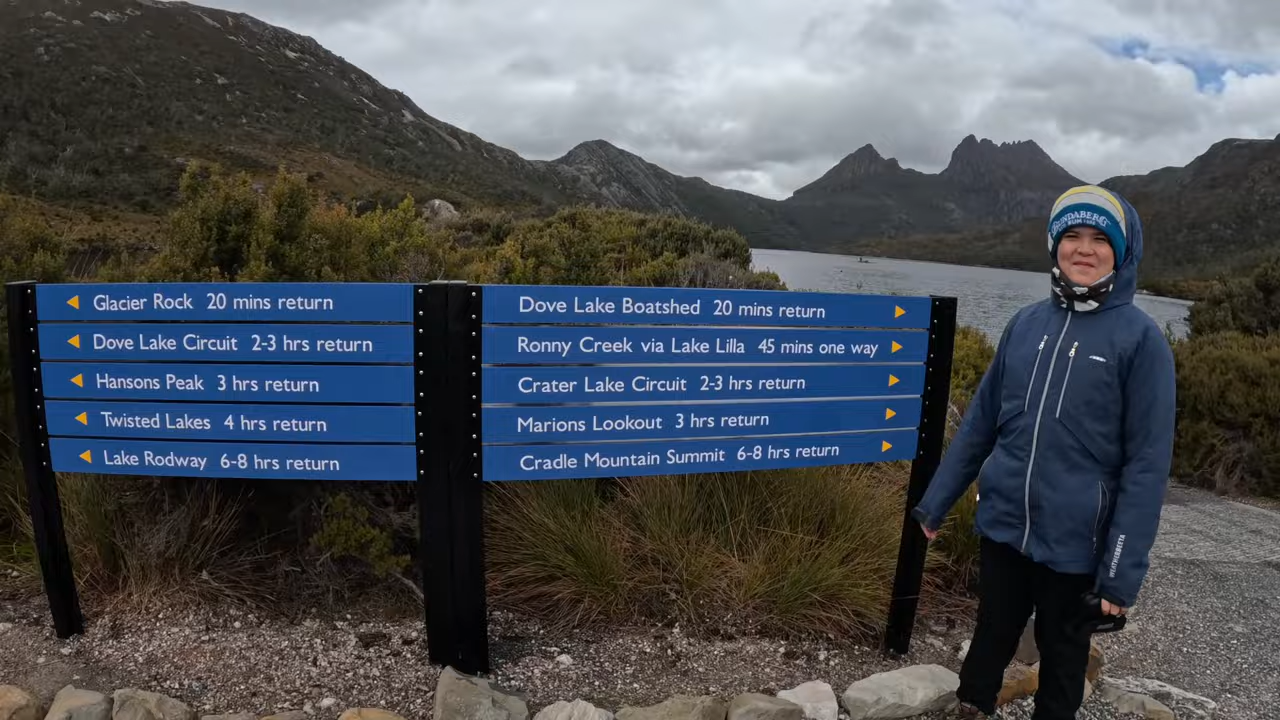 Glacier Rock 20 mins return
Dove Lake Circuit 2-3 hrs return
Hansons Peak 3 hrs return
Twisted Lakes 4 hrs return
Lake Rodway 6-8 hrs return
Dove Lake Boatshed 20 mins return
Ronny Creek via Lake Lilla 45 mins one way
Crater Lake Circuit 2-3 hrs return
Marions Lookout 3 hrs return
Cradle Mountain Summit 6-8 hrs return
BUNDABERG
RUM
WEATHERBEETA